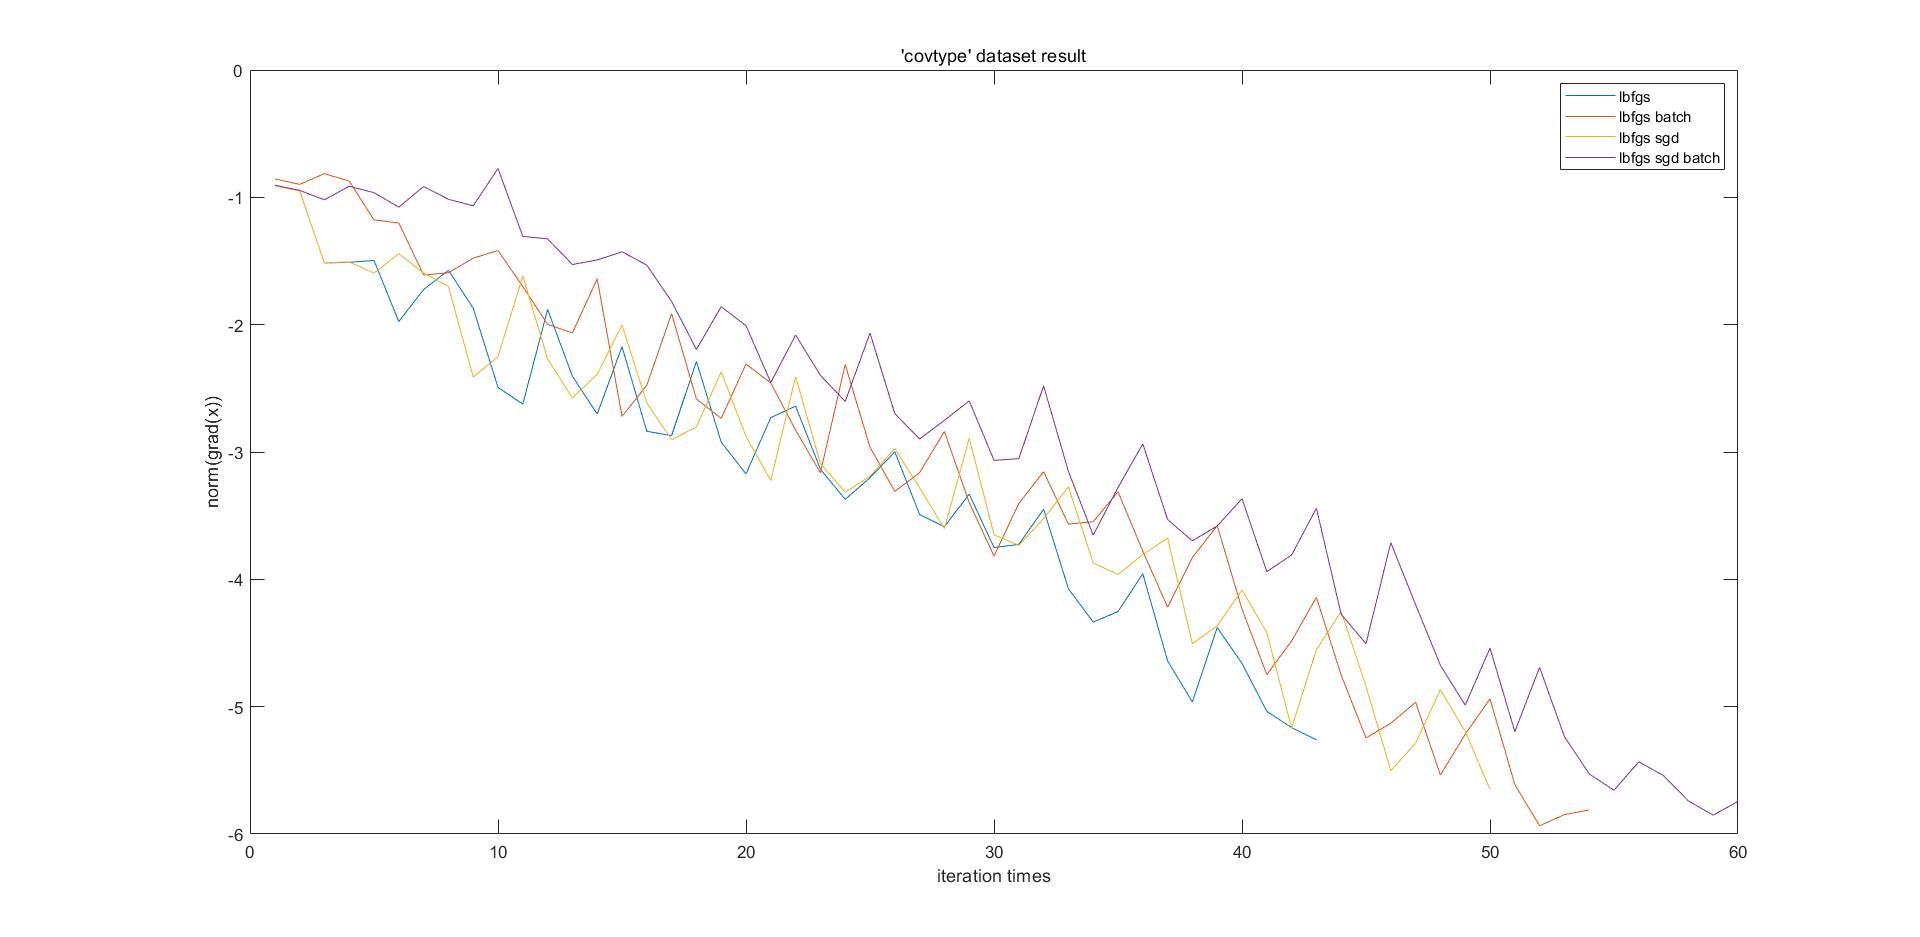 'covtype' dataset result
0
-1
-2
-3
-4
-5
-6
norm(grad(x))
lbfgs
lbfgs batch
lbfgs sgd
lbfgs sgd batch
0 10 20 30 40 50 60
iteration times